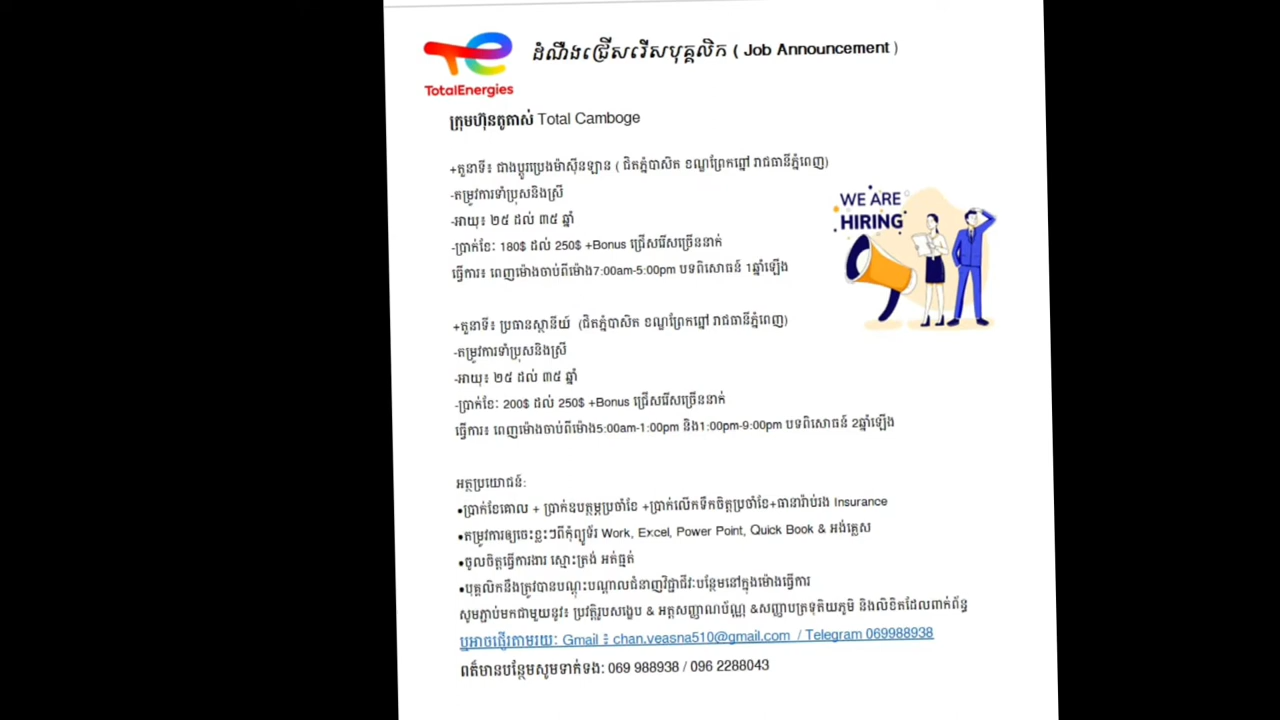 TotalEnergies
ដំណឹងជ្រើសរើសបុគ្គលិក ( Job Announcement )
ក្រុមហ៊ុនតូតាល់ Total Camboge
+តួនាទី៖ ជាងប្តូរប្រេងម៉ាស៊ីនឡាន ( ជិតភ្នំបាសិត ខណ្ឌព្រែកព្នៅ រាជធានីភ្នំពេញ)
-តម្រូវការទាំប្រុសនិងស្រី
-អាយុ៖ ២៥ ដល់ ៣៥ ឆ្នាំ
-ប្រាក់ខែ: 180$ ដល់ 250$ +Bonus ជ្រើសរើសច្រើននាក់
ធ្វើការ៖ ពេញម៉ោងចាប់ពីម៉ោង7:00am-5:00pm បទពិសោធន៍ 1ឆ្នាំឡើង
WE ARE
HIRING
+តួនាទី៖ ប្រធានស្ថានីយ៍ (ជិតភ្នំបាសិត ខណ្ឌព្រែកព្នៅ រាជធានីភ្នំពេញ)
-តម្រូវការទាំប្រុសនិងស្រី
-អាយុ៖ ២៥ ដល់ ៣៥ ឆ្នាំ
-ប្រាក់ខែ: 200$ ដល់ 250$ +Bonus ជ្រើសរើសច្រើននាក់
ធ្វើការ៖ ពេញម៉ោងចាប់ពីម៉ោង5:00am-1:00pm និង1:00pm-9:00pm បទពិសោធន៍ 2ឆ្នាំឡើង
អត្ថប្រយោជន៍:
•ប្រាក់ខែគោល + ប្រាក់ឧបត្ថម្ភប្រចាំខែ +ប្រាក់លើកទឹកចិត្តប្រចាំខែ+ធានារ៉ាប់រង Insurance
•តម្រូវការឲ្យចេះខ្លះៗពីកុំព្យូទ័រ Work, Excel, Power Point, Quick Book & អង់គ្លេស
•ចូលចិត្តធ្វើការងារ ស្មោះត្រង់ អត់ធ្មត់
•បុគ្គលិកនឹងត្រូវបានបណ្តុះបណ្តាលជំនាញវិជ្ជាជីវៈបន្ថែមនៅក្នុងម៉ោងធ្វើការ
សូមភ្ជាប់មកជាមួយនូវ៖ ប្រវត្តិរូបសង្ខេប & អត្តសញ្ញាណប័ណ្ណ &សញ្ញាបត្រទុតិយភូមិ និងលិខិតដែលពាក់ព័ន្ធ
ឬអាចផ្ញើរតាមរយៈ Gmail ៖ chan.veasna510@gmail.com / Telegram 069988938
ពត៌មានបន្ថែមសូមទាក់ទង: 069 988938 / 096 2288043